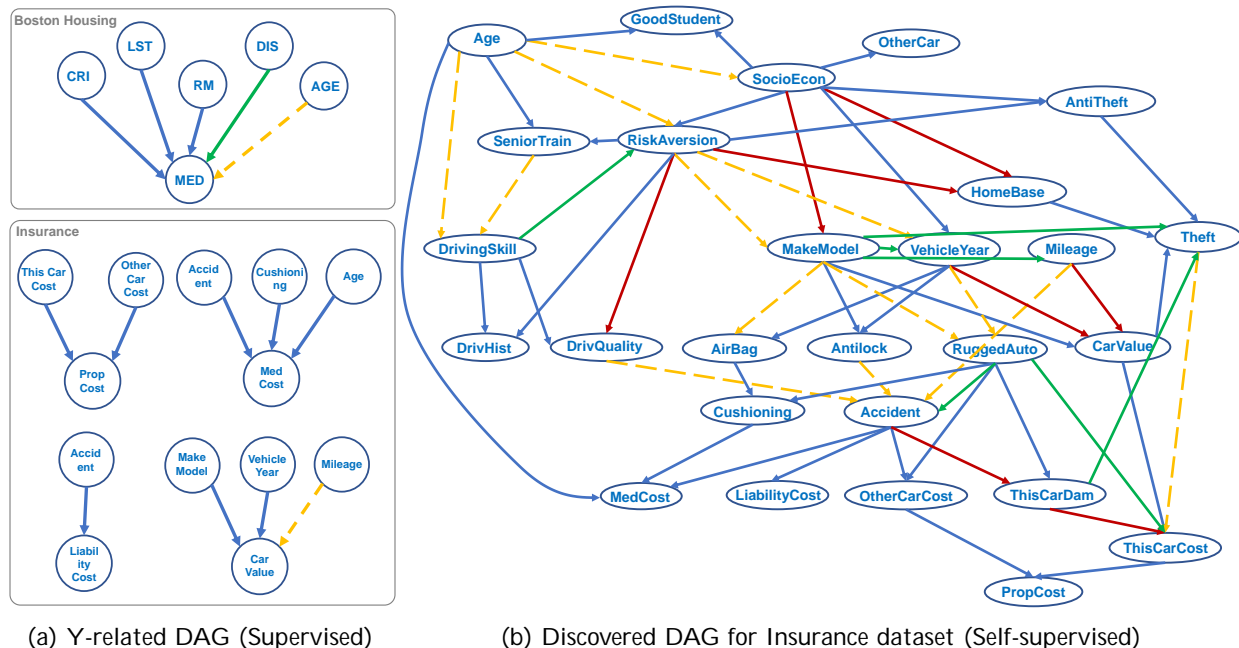 Boston Housing
LST
DIS
CRI
RM
AGE
MED
Insurance
This Car
Cost
Other
Car
Cost
Accid
ent
Cushioni
ng
Age
Prop
Cost
Med
Cost
Accid
ent
Make
Model
Vehicle
Year
Mileage
Liabil
ity
Cost
Car
Value
(a) Y-related DAG (Supervised)
GoodStudent
Age
OtherCar
SocioEcon
AntiTheft
SeniorTrain
RiskAversion
HomeBase
DrivingSkill
MakeModel
VehicleYear
Mileage
Theft
DrivHist
DrivQuality
AirBag
Antilock
RuggedAuto
CarValue
Cushioning
Accident
MedCost
LiabilityCost
OtherCarCost
ThisCarDam
ThisCarCost
PropCost
(b) Discovered DAG for Insurance dataset (Self-supervised)